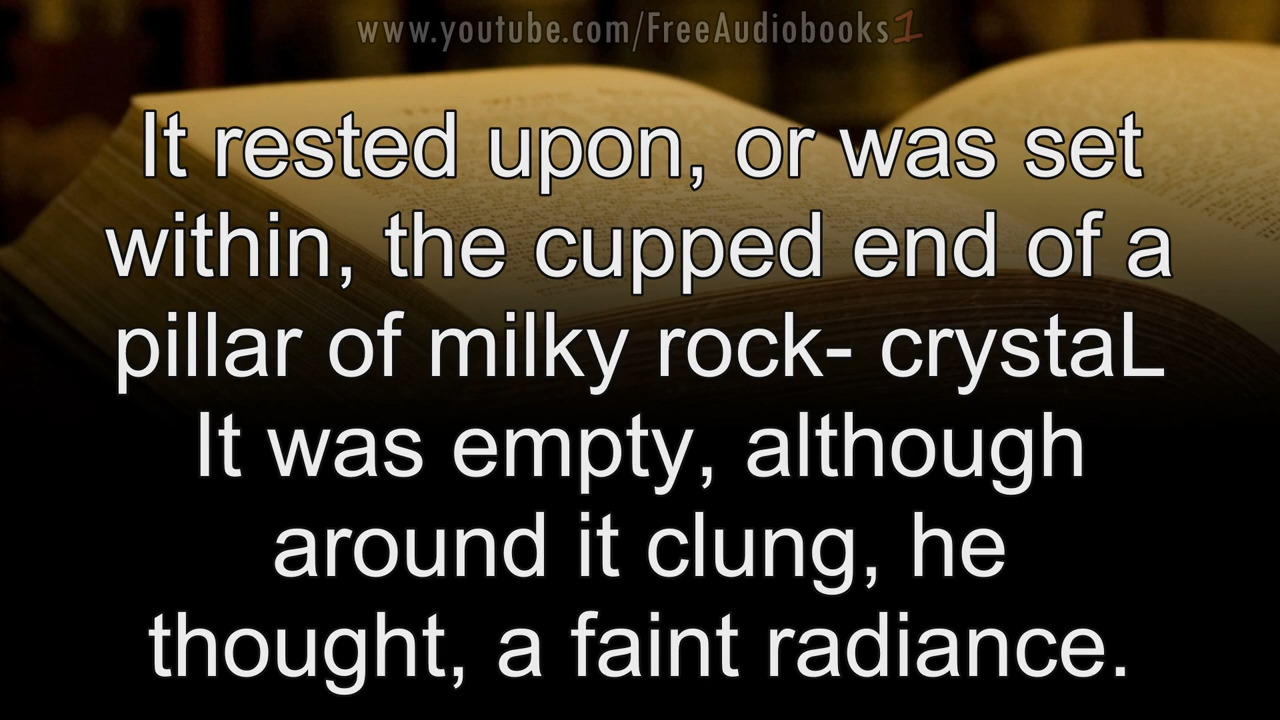 www.youtube.com/FreeAudiobooks1
It rested upon, or was set
within, the cupped end of a
pillar of milky rock- crystaL
It was empty, although
around it clung, he
thought, a faint radiance.